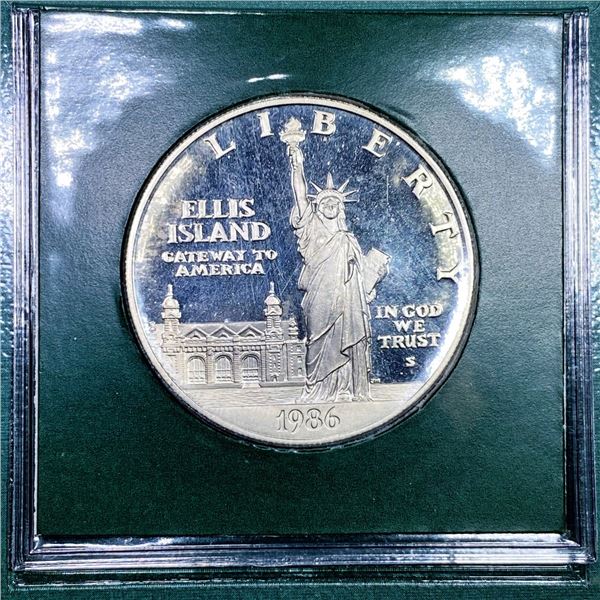 LIBERTY
ELLIS
ISLAND
GATEWAY TO
AMERICA
IN GOD
WE
TRUST
S
1986